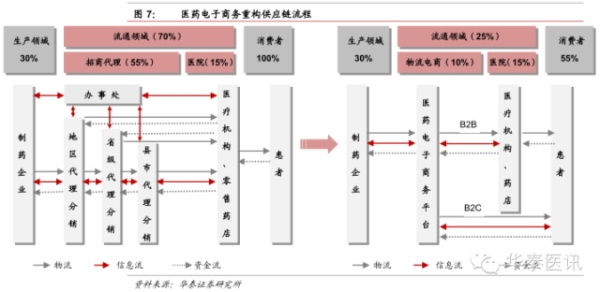 图 7: 医药电子商务重构供应链流程
生产领域
30%
流通领域（70%）
招商代理（55%）
医院（15%）
消费者
100%
制药企业
办事处
地区代理分销
省级代理分销
县市代理分销
医疗机构、零售药店
患者
物流
信息流
资金流
生产领域
30%
流通领域（25%）
物流电商（10%）
医院（15%）
消费者
55%
制药企业
医药电子商务平台
B2B
医疗机构、药店
B2C
患者
物流
信息流
资金流
华泰医讯
资料来源：华泰证券研究所